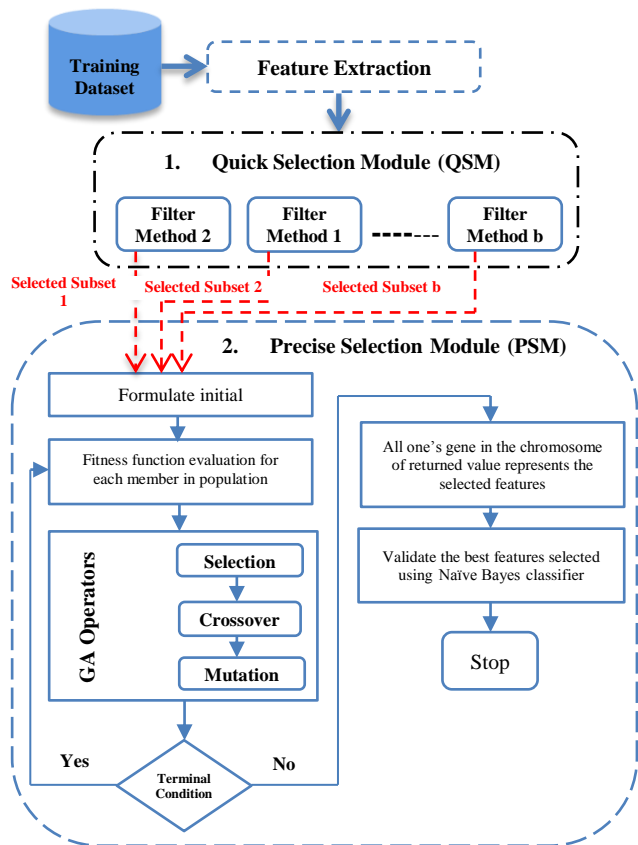 Training
Dataset
Feature Extraction
1. Quick Selection Module (QSM)
Filter
Method 2
Filter
Method 1
Filter
Method b
Selected Subset
1
Selected Subset 2
Selected Subset b
2. Precise Selection Module (PSM)
Formulate initial
Fitness function evaluation for
each member in population
GA Operators
Selection
Crossover
Mutation
Terminal
Condition
Yes
No
All one's gene in the chromosome
of returned value represents the
selected features
Validate the best features selected
using Naïve Bayes classifier
Stop